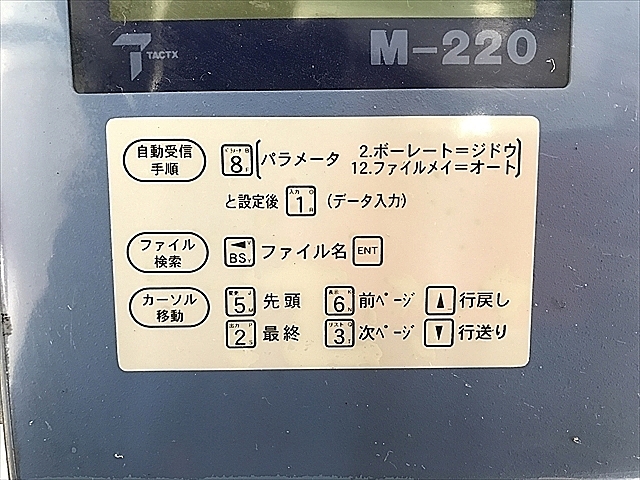 TACTX
M-220
自動受信
手順
8 パラメータ 2.ボーレート=ジドウ
12.ファイルメイ=オート
と設定後 入力 1 (データ入力)
ファイル
検索
BS ファイル名 ENT
カーソル
移動
5 先頭 6 前ページ ▲ 行戻し
2 最終 3 次ページ ▼ 行送り